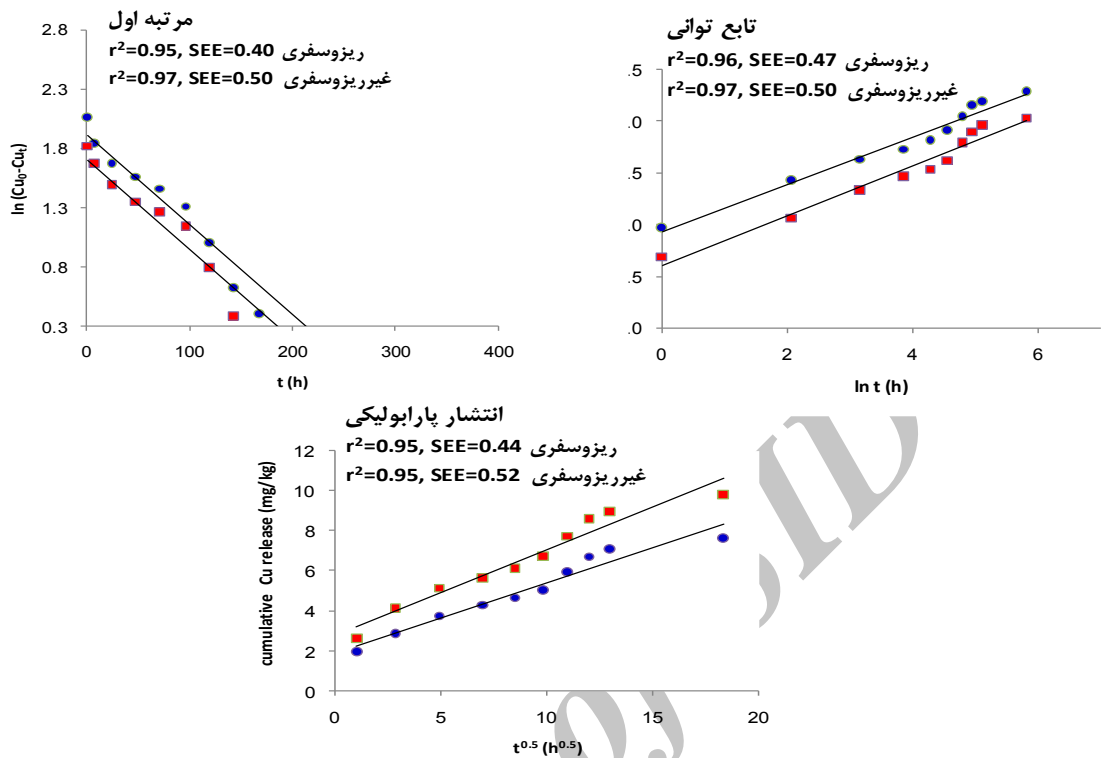 مرتبه اول
r²=0.95, SEE=0.40 ریزوسفری
r²=0.97, SEE=0.50 غیرریزوسفری
ln (Cu₀-Cuₜ)
2.8
2.3
1.8
1.3
0.8
0.3
0 100 200 300 400
t (h)
تابع توانی
r²=0.96, SEE=0.47 ریزوسفری
r²=0.97, SEE=0.50 غیرریزوسفری
.5
.0
.5
.0
.5
.0
0 2 4 6
ln t (h)
انتشار پارابولیکی
r²=0.95, SEE=0.44 ریزوسفری
r²=0.95, SEE=0.52 غیرریزوسفری
cumulative Cu release (mg/kg)
12
10
8
6
4
2
0
0 5 10 15 20
t^0.5 (h^0.5)